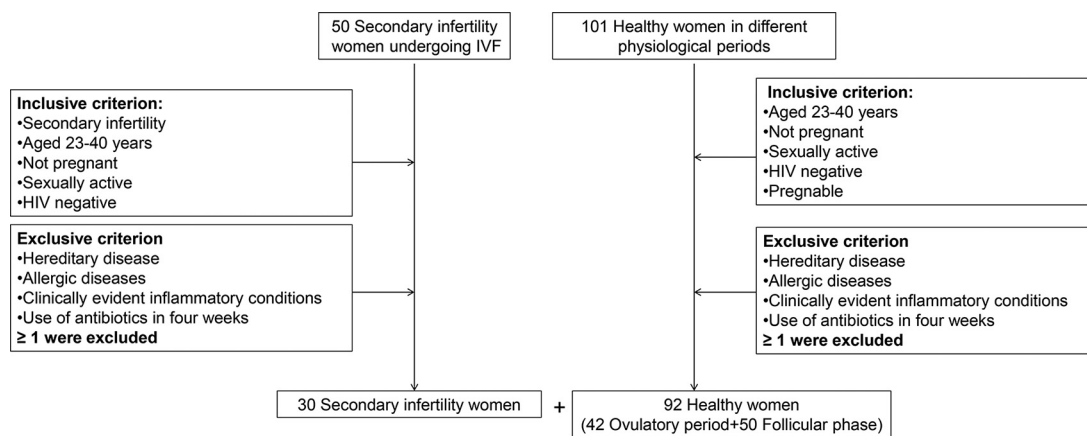 50 Secondary infertility
women undergoing IVF
101 Healthy women in different
physiological periods
Inclusive criterion:
•Secondary infertility
•Aged 23-40 years
•Not pregnant
•Sexually active
•HIV negative
Inclusive criterion:
•Aged 23-40 years
•Not pregnant
•Sexually active
•HIV negative
•Pregnable
Exclusive criterion
•Hereditary disease
•Allergic diseases
•Clinically evident inflammatory conditions
•Use of antibiotics in four weeks
≥ 1 were excluded
Exclusive criterion
•Hereditary disease
•Allergic diseases
•Clinically evident inflammatory conditions
•Use of antibiotics in four weeks
≥ 1 were excluded
30 Secondary infertility women
+
92 Healthy women
(42 Ovulatory period+50 Follicular phase)